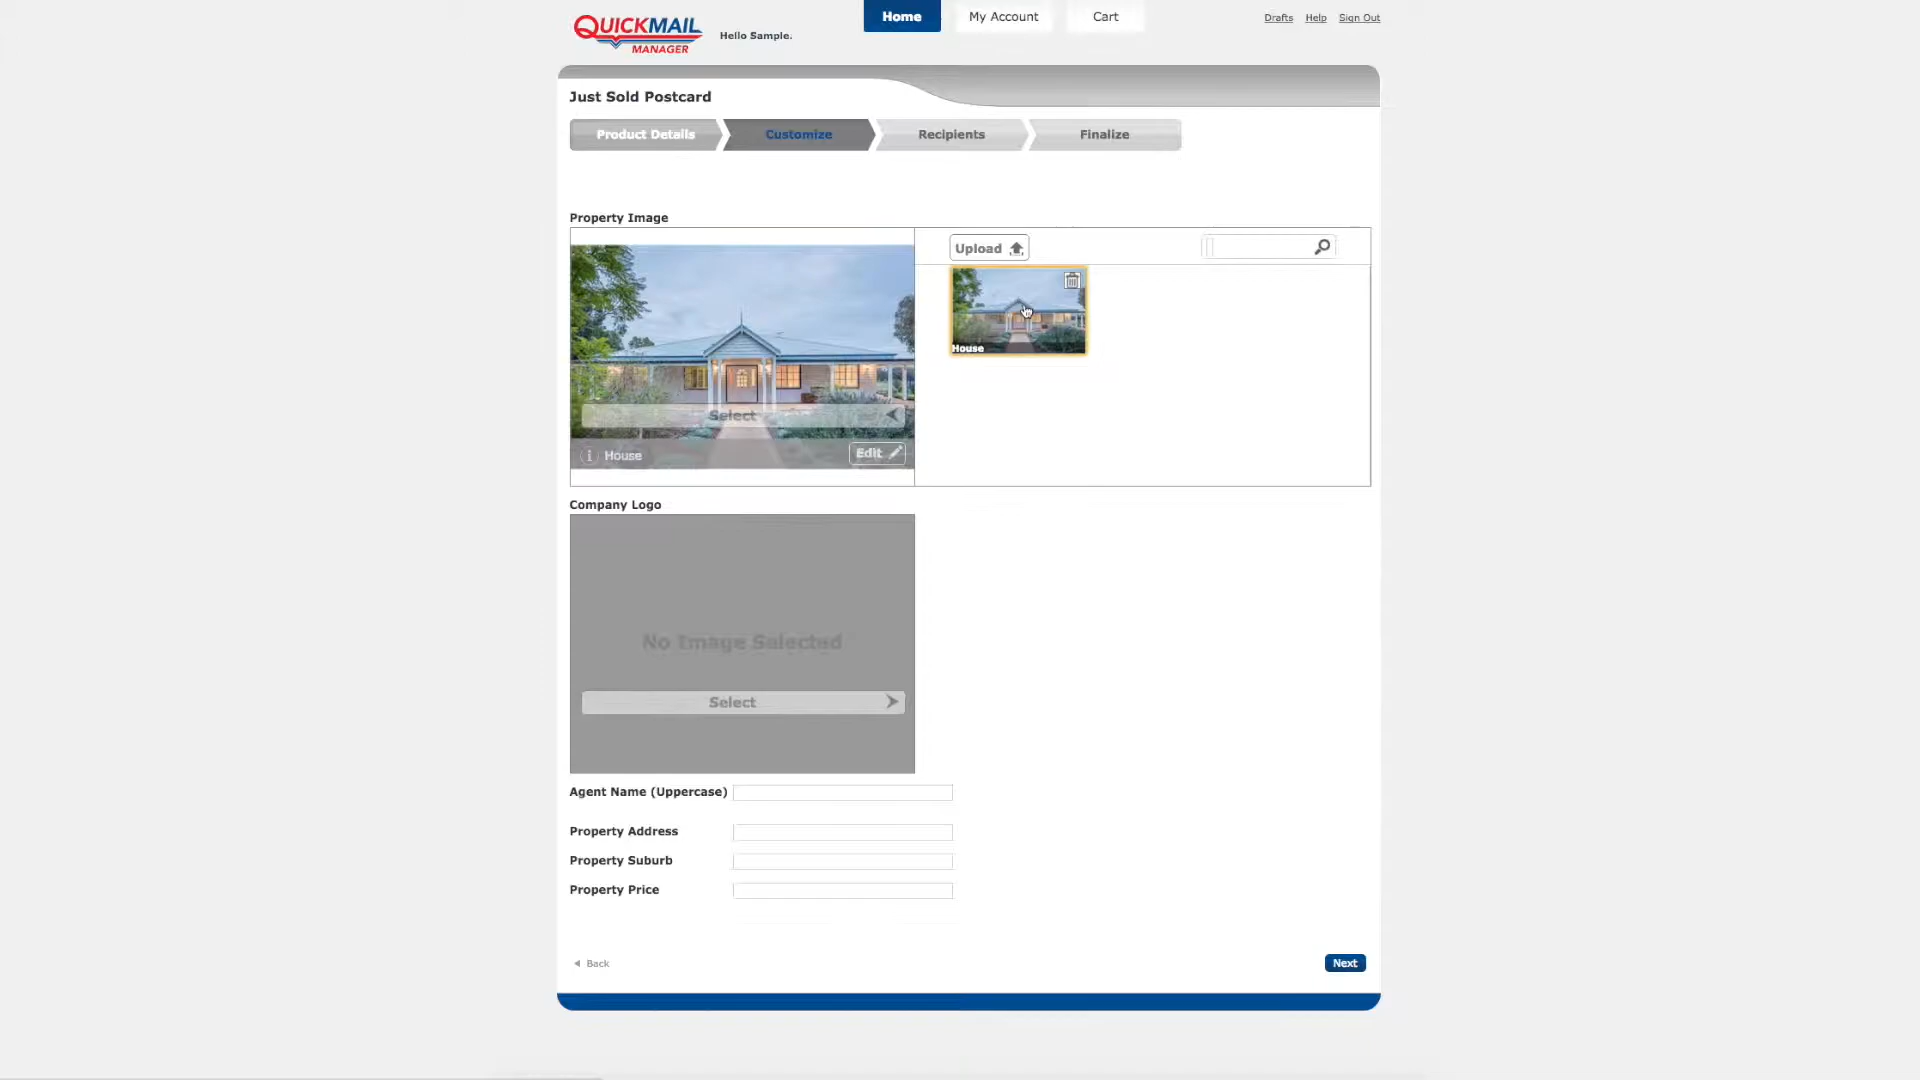 QUICKMAIL
MANAGER
Hello Sample.
Home
My Account
Cart
Drafts
Help
Sign Out
Just Sold Postcard
Product Details
Customize
Recipients
Finalize
Property Image
Upload
House
Select
i House
Edit
Company Logo
No Image Selected
Select
Agent Name (Uppercase)
Property Address
Property Suburb
Property Price
Back
Next